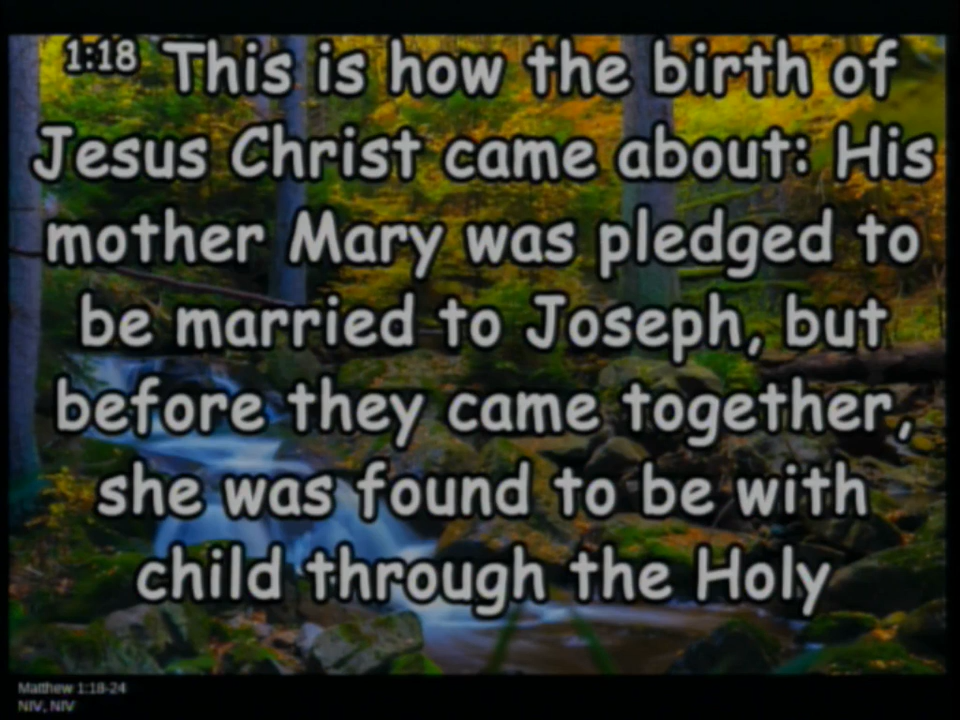 1:18 This is how the birth of
Jesus Christ came about: His
mother Mary was pledged to
be married to Joseph, but
before they came together,
she was found to be with
child through the Holy
Matthew 1:18-24
NIV, NIV